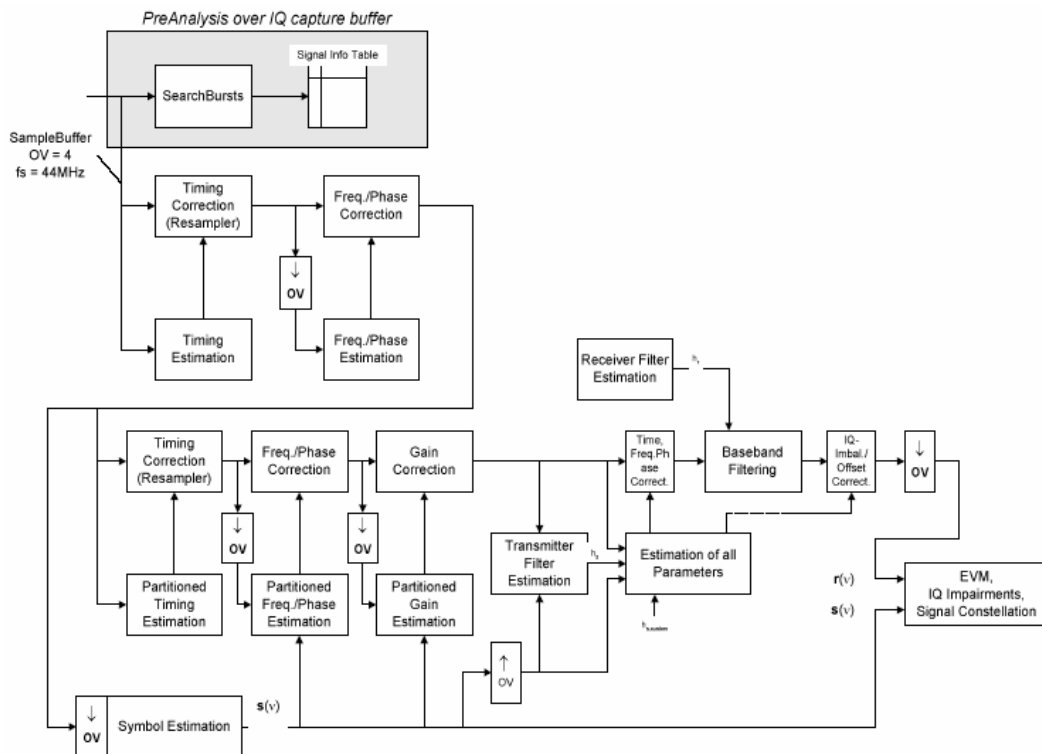 PreAnalysis over IQ capture buffer
Signal Info Table
SearchBursts
SampleBuffer
OV = 4
fs = 44MHz
Timing
Correction
(Resampler)
Freq./Phase
Correction
↓
OV
Timing
Estimation
Freq./Phase
Estimation
Receiver Filter
Estimation
Timing
Correction
(Resampler)
Freq./Phase
Correction
Gain
Correction
Time,
Freq.Ph
ase
Correct.
Baseband
Filtering
IQ-
Imbal./
Offset
Correct.
↓
OV
↓
OV
↓
OV
Partitioned
Timing
Estimation
Partitioned
Freq./Phase
Estimation
Partitioned
Gain
Estimation
Transmitter
Filter
Estimation
Estimation of all
Parameters
r(ν)
s(ν)
EVM,
IQ Impairments,
Signal Constellation
↑
OV
↓
OV
Symbol Estimation
s(ν)